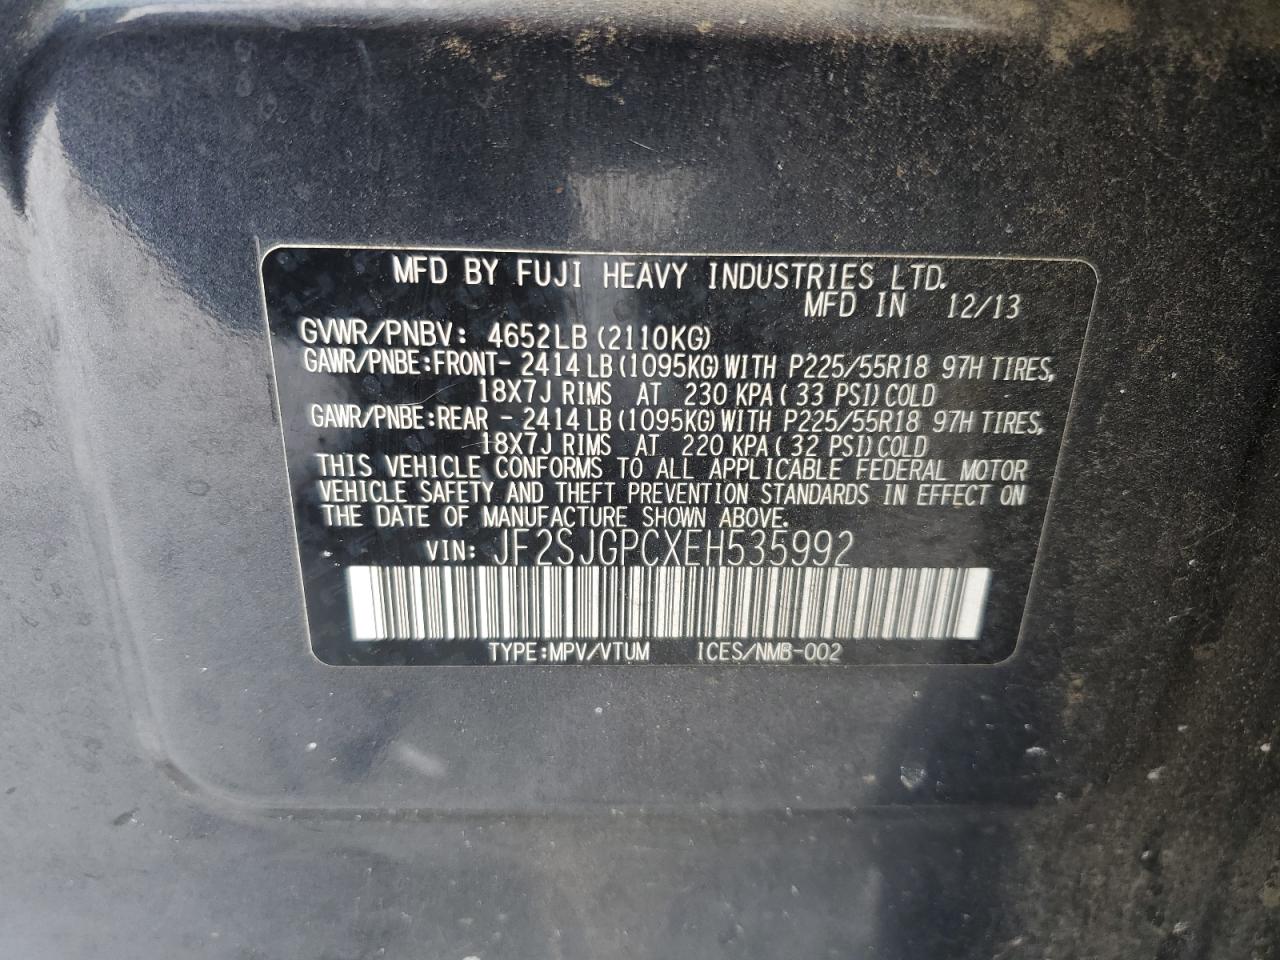 MFD BY FUJI HEAVY INDUSTRIES LTD.
MFD IN 12/13
GVWR/PNBV: 4652LB (2110KG)
GAWR/PNBE:FRONT- 2414 LB (1095KG) WITH P225/55R18 97H TIRES,
18X7J RIMS AT 230 KPA ( 33 PSI) COLD
GAWR/PNBE:REAR - 2414 LB (1095KG) WITH P225/55R18 97H TIRES,
18X7J RIMS AT 220 KPA ( 32 PSI) COLD
THIS VEHICLE CONFORMS TO ALL APPLICABLE FEDERAL MOTOR
VEHICLE SAFETY AND THEFT PREVENTION STANDARDS IN EFFECT ON
THE DATE OF MANUFACTURE SHOWN ABOVE.
VIN: JF2SJGPCXEH535992
TYPE:MPV/VTUM ICES/NMB-002